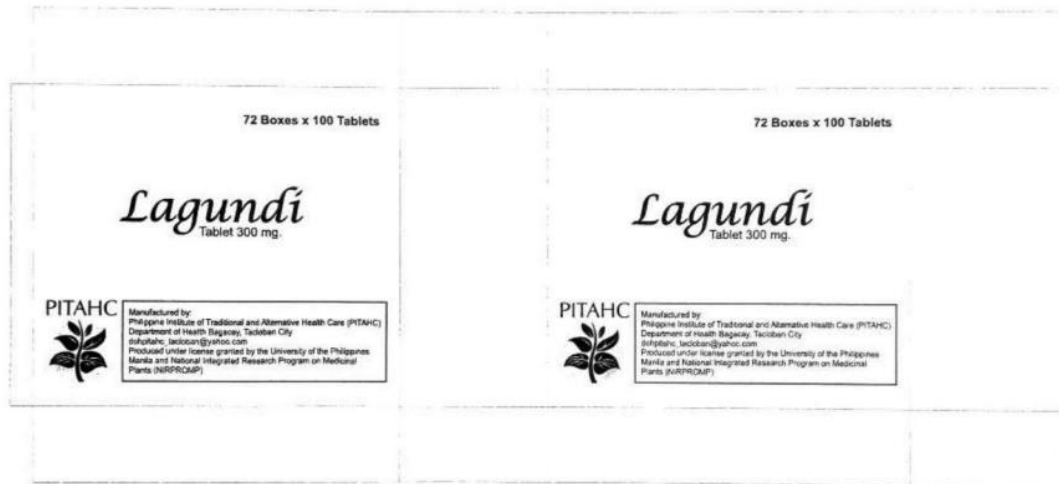 72 Boxes x 100 Tablets
Lagundi
Tablet 300 mg.
PITAHC
Manufactured by:
Philippine Institute of Traditional and Alternative Health Care (PITAHC)
Department of Health Bagacay, Tacloban City
dohpitahc_tacloban@yahoo.com
Produced under license granted by the University of the Philippines
Manila and National Integrated Research Program on Medicinal
Plants (NIRPROMP)
72 Boxes x 100 Tablets
Lagundi
Tablet 300 mg.
PITAHC
Manufactured by:
Philippine Institute of Traditional and Alternative Health Care (PITAHC)
Department of Health Bagacay, Tacloban City
dohpitahc_tacloban@yahoo.com
Produced under license granted by the University of the Philippines
Manila and National Integrated Research Program on Medicinal
Plants (NIRPROMP)